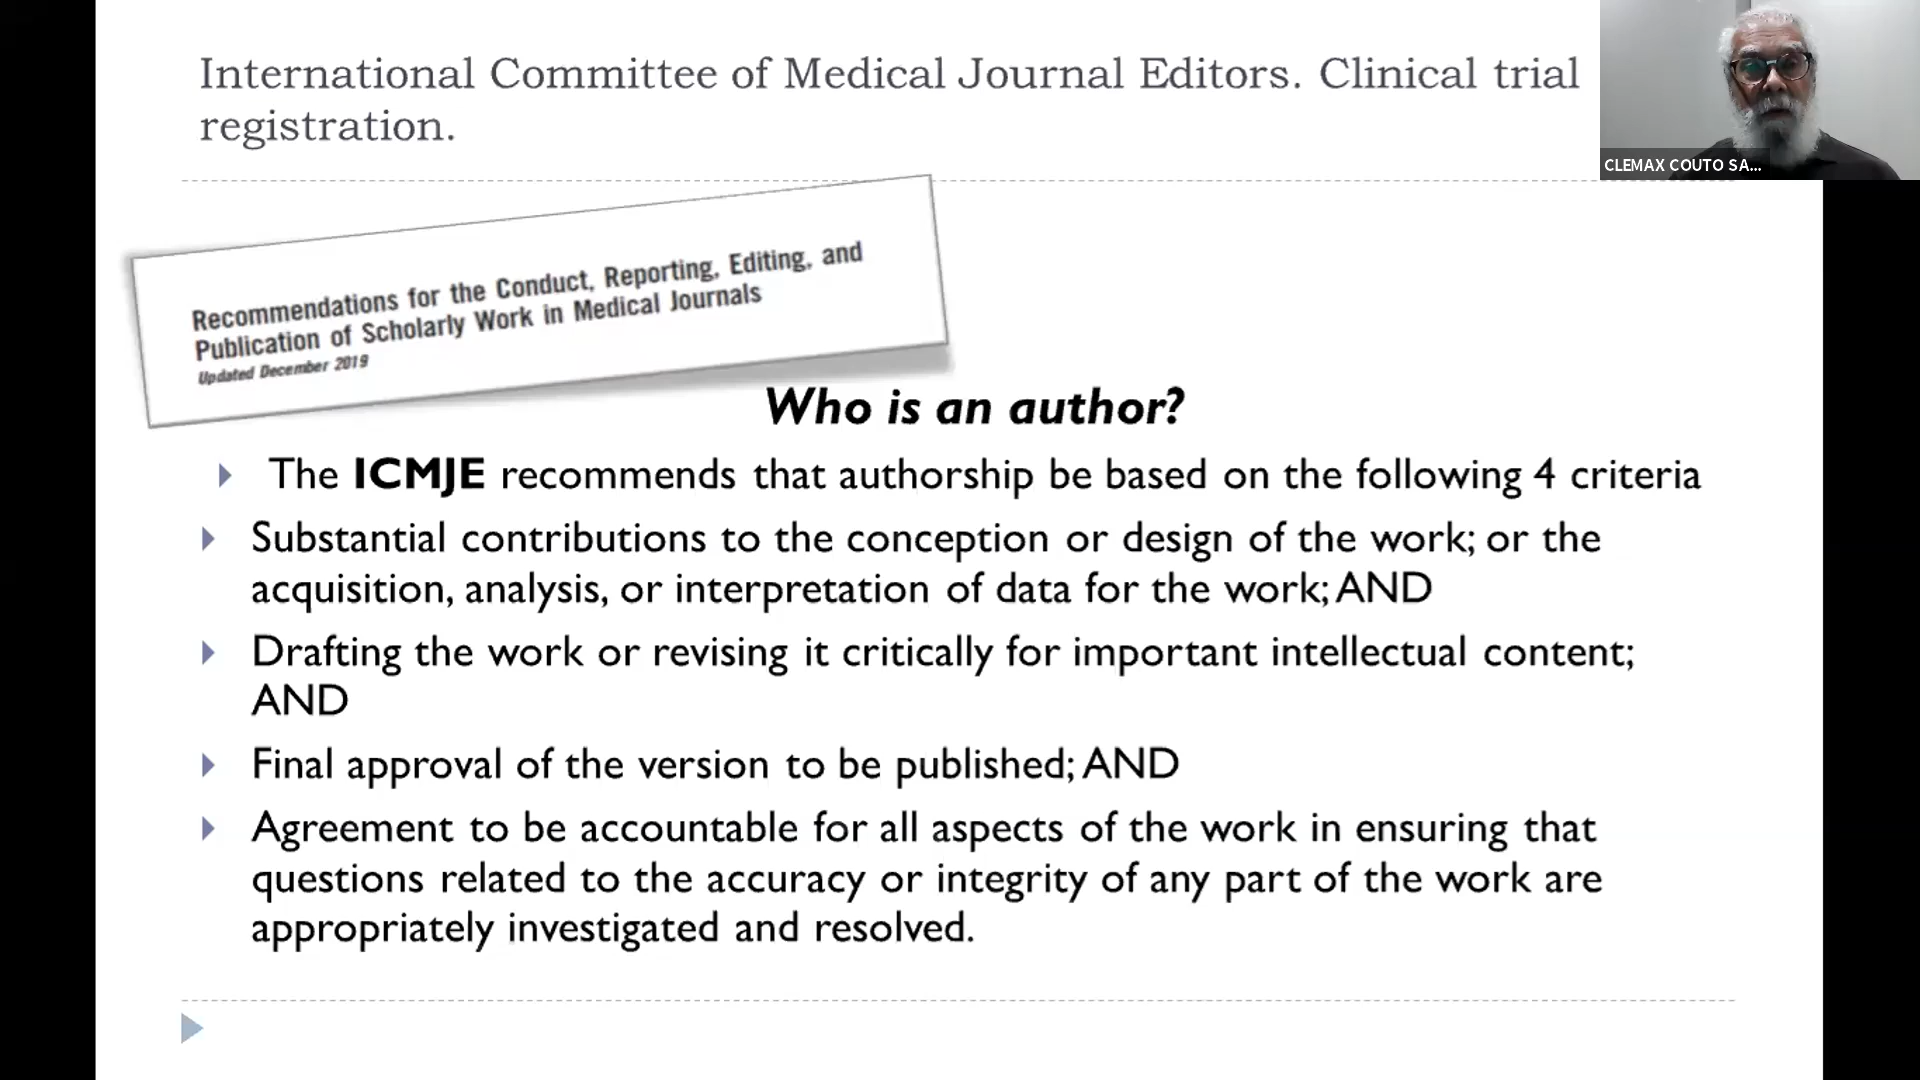 International Committee of Medical Journal Editors. Clinical trial
registration.
CLEMAX COUTO SA...
Recommendations for the Conduct, Reporting, Editing, and
Publication of Scholarly Work in Medical Journals
Updated December 2019
Who is an author?
The ICMJE recommends that authorship be based on the following 4 criteria
Substantial contributions to the conception or design of the work; or the
acquisition, analysis, or interpretation of data for the work; AND
Drafting the work or revising it critically for important intellectual content;
AND
Final approval of the version to be published; AND
Agreement to be accountable for all aspects of the work in ensuring that
questions related to the accuracy or integrity of any part of the work are
appropriately investigated and resolved.